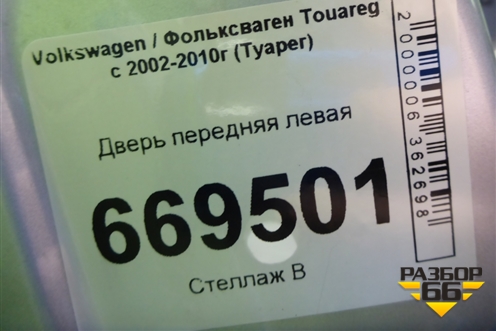 Volkswagen / Фольксваген Touareg
с 2002-2010г (Туарег)
Дверь передняя левая
669501
Стеллаж В
2000006362698
РАЗБОР
66